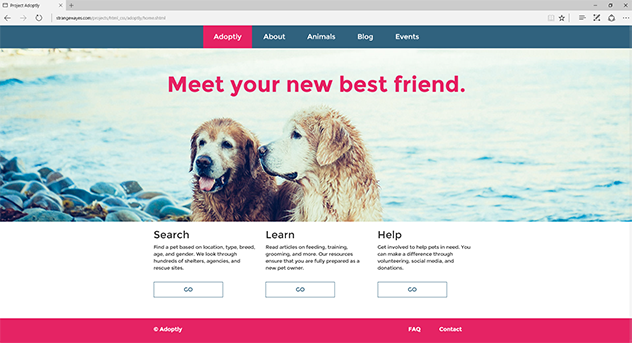 Project Adoptly
strangewayes.com/projects/html_css/adoptly/home.shtml
Adoptly About Animals Blog Events
Meet your new best friend.
Search
Find a pet based on location, type, breed,
age, and gender. We look through
hundreds of shelters, agencies, and
rescue sites.
GO
Learn
Read articles on feeding, training,
grooming, and more. Our resources
ensure that you are fully prepared as a
new pet owner.
GO
Help
Get involved to help pets in need. You
can make a difference through
volunteering, social media, and
donations.
GO
© Adoptly FAQ Contact